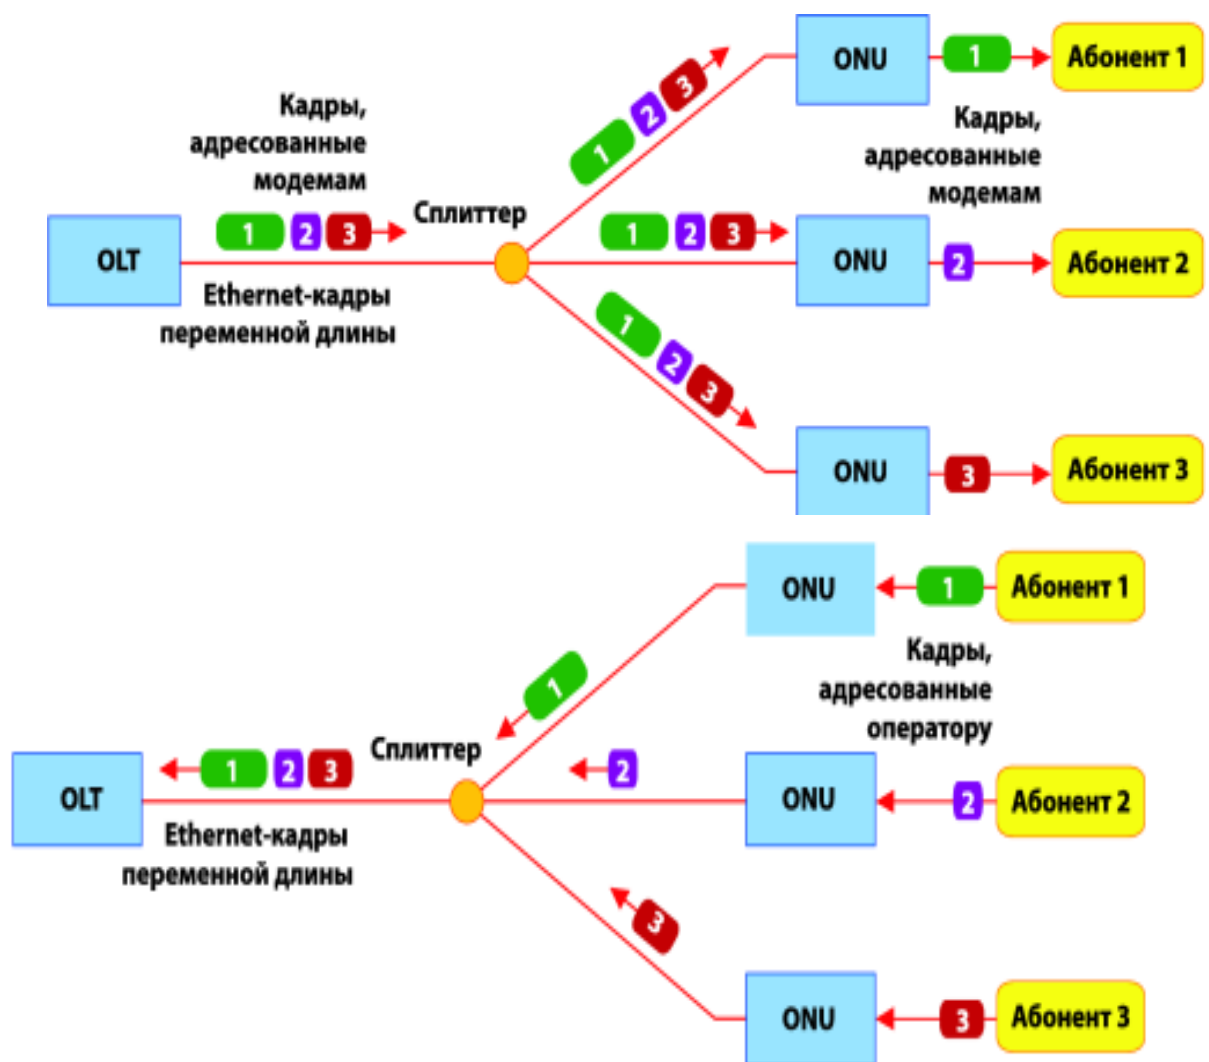 ONU
1
Абонент 1
3
2
1
Кадры,
адресованные
модемам
Кадры,
адресованные
модемам
Сплиттер
OLT
1 2 3
1 2 3
ONU
2
Абонент 2
Ethernet-кадры
переменной длины
1
2
3
ONU
3
Абонент 3
ONU
1
Абонент 1
Кадры,
адресованные
оператору
1
Сплиттер
OLT
1 2 3
2
ONU
2
Абонент 2
Ethernet-кадры
переменной длины
3
ONU
3
Абонент 3